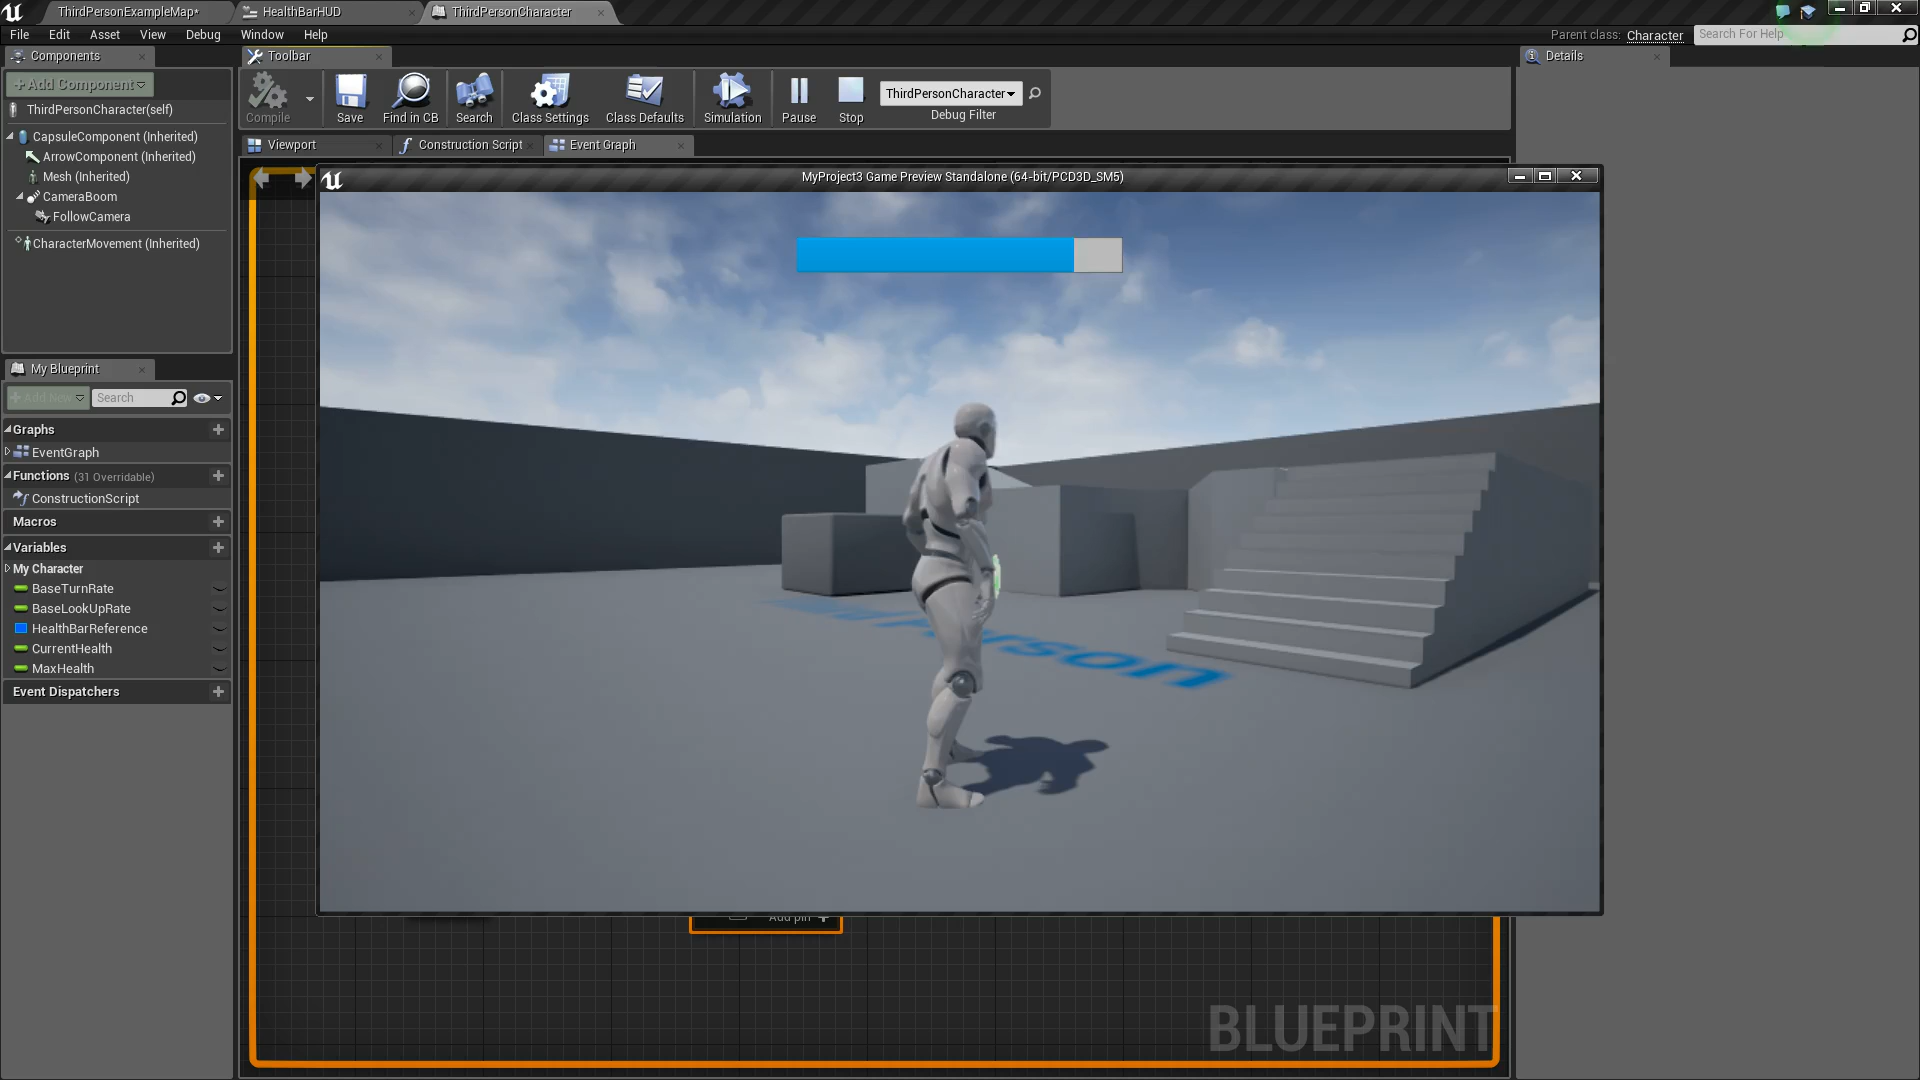 ThirdPersonExampleMap*
HealthBarHUD
ThirdPersonCharacter
File Edit Asset View Debug Window Help
Parent class: Character
Search For Help
Components
Toolbar
Details
+Add Component
ThirdPersonCharacter(self)
CapsuleComponent (Inherited)
ArrowComponent (Inherited)
Mesh (Inherited)
CameraBoom
FollowCamera
CharacterMovement (Inherited)
Compile
Save
Find in CB
Search
Class Settings
Class Defaults
Simulation
Pause
Stop
ThirdPersonCharacter
Debug Filter
Viewport
Construction Script
Event Graph
MyProject3 Game Preview Standalone (64-bit/PCD3D_SM5)
My Blueprint
+ Add New
Search
Graphs
EventGraph
Functions (31 Overridable)
ConstructionScript
Macros
Variables
My Character
BaseTurnRate
BaseLookUpRate
HealthBarReference
CurrentHealth
MaxHealth
Event Dispatchers
Add pin +
BLUEPRINT